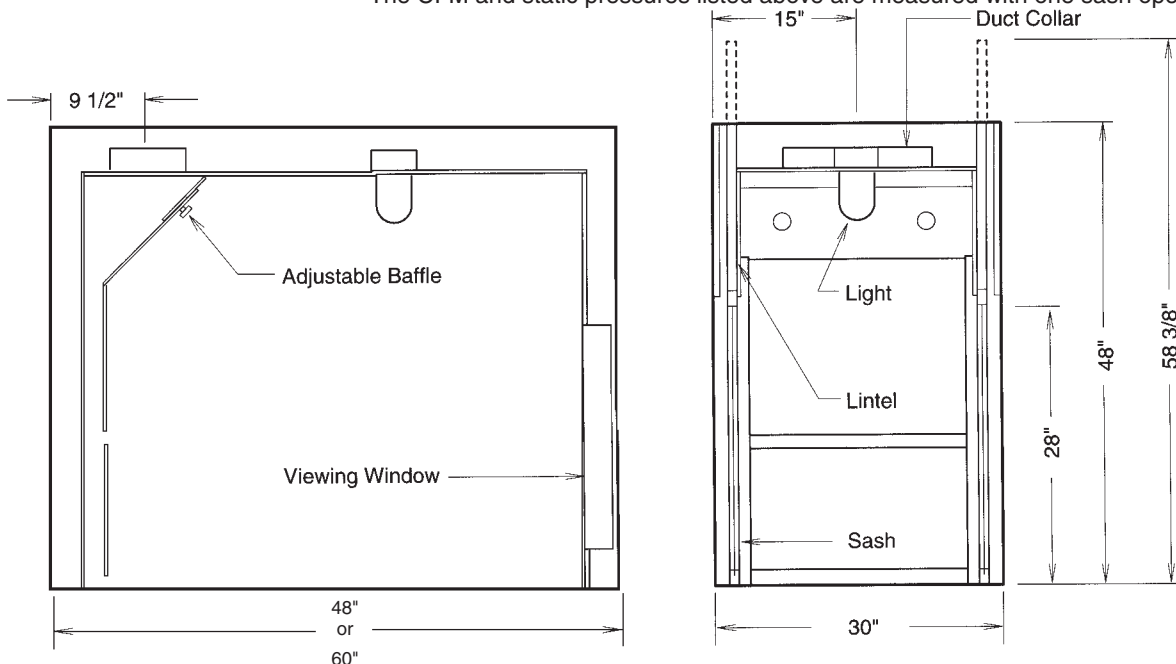 The CFM and static pressures listed above are measured with one sash
15"
Duct Collar
9 1/2"
Adjustable Baffle
Light
Lintel
Viewing Window
Sash
28"
48"
58 3/8"
48"
or
60"
30"